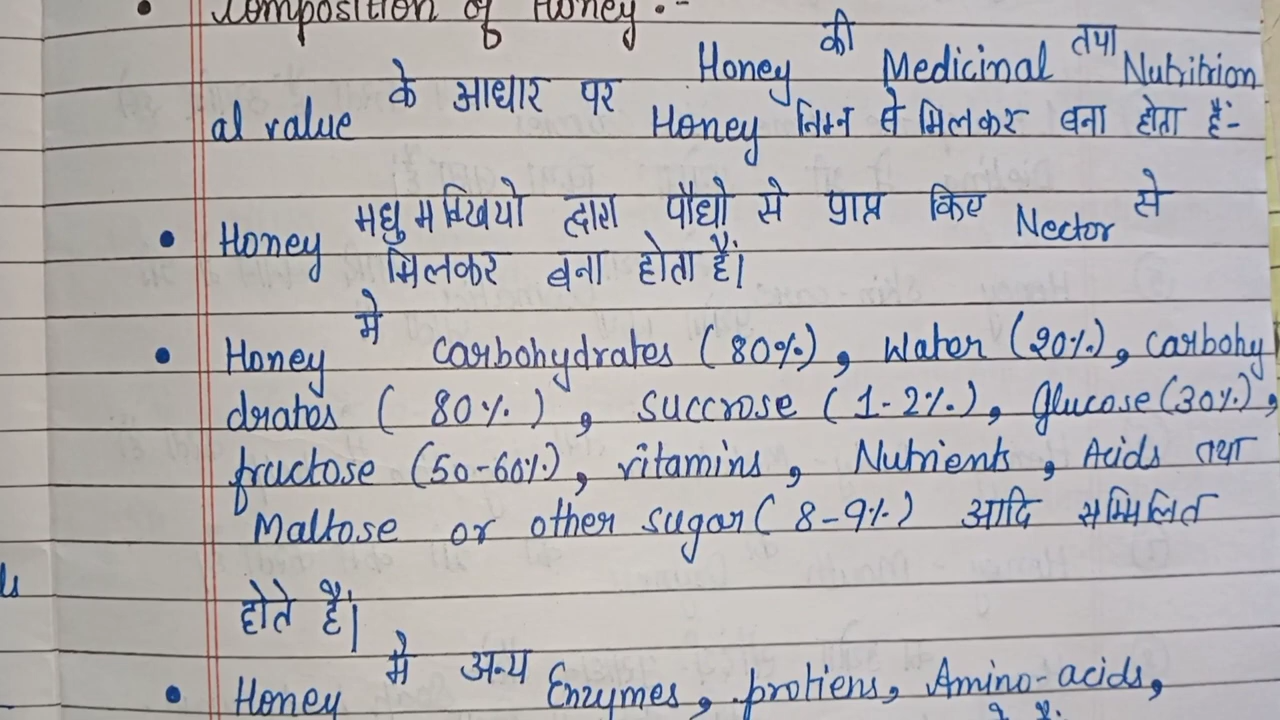 • Composition of Honey :-
Honey की Medicinal तथा Nutrition
al value के आधार पर Honey निम्न से मिलकर बना होता है:-
• Honey मधुमक्खियो द्वारा पौधो से प्राप्त किए Nector से
मिलकर बना होता है।
• Honey में carbohydrates (80%), Water (20%), carbohy
drates (80%), succrose (1-2%), Glucose (30%),
fructose (50-60%), vitamins, Nutrients, Acids तथा
Maltose or other sugar (8-9%) आदि सम्मिलित
होते है।
• Honey में अन्य Enzymes, protiens, Amino-acids,